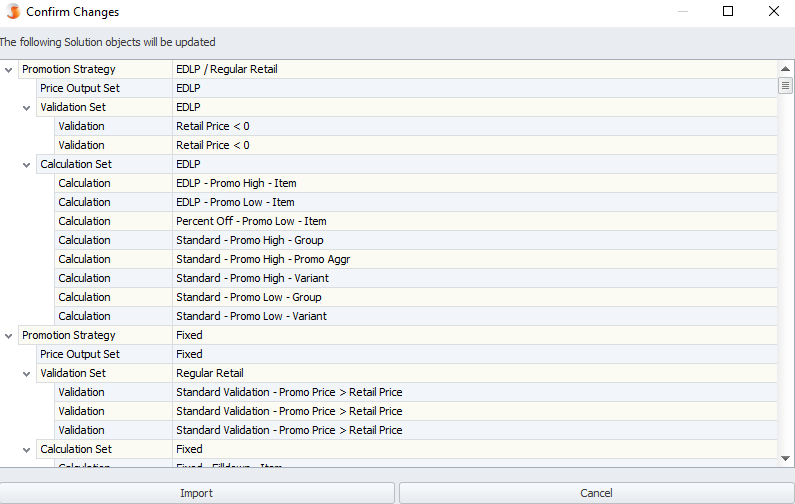 Confirm Changes
The following Solution objects will be updated
Promotion Strategy EDLP / Regular Retail
Price Output Set EDLP
Validation Set EDLP
Validation Retail Price < 0
Validation Retail Price < 0
Calculation Set EDLP
Calculation EDLP - Promo High - Item
Calculation EDLP - Promo Low - Item
Calculation Percent Off - Promo Low - Item
Calculation Standard - Promo High - Group
Calculation Standard - Promo High - Promo Aggr
Calculation Standard - Promo High - Variant
Calculation Standard - Promo Low - Group
Calculation Standard - Promo Low - Variant
Promotion Strategy Fixed
Price Output Set Fixed
Validation Set Regular Retail
Validation Standard Validation - Promo Price > Retail Price
Validation Standard Validation - Promo Price > Retail Price
Validation Standard Validation - Promo Price > Retail Price
Calculation Set Fixed
Calculation Fixed - Filldown - Item
Import Cancel